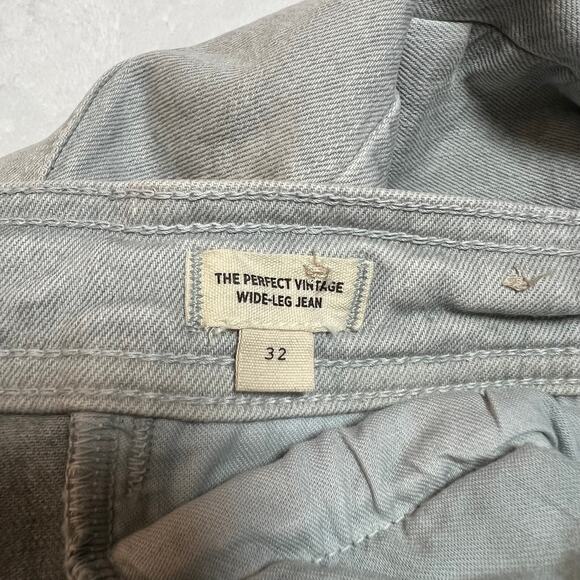 THE PERFECT VINTAGE
WIDE-LEG JEAN
32